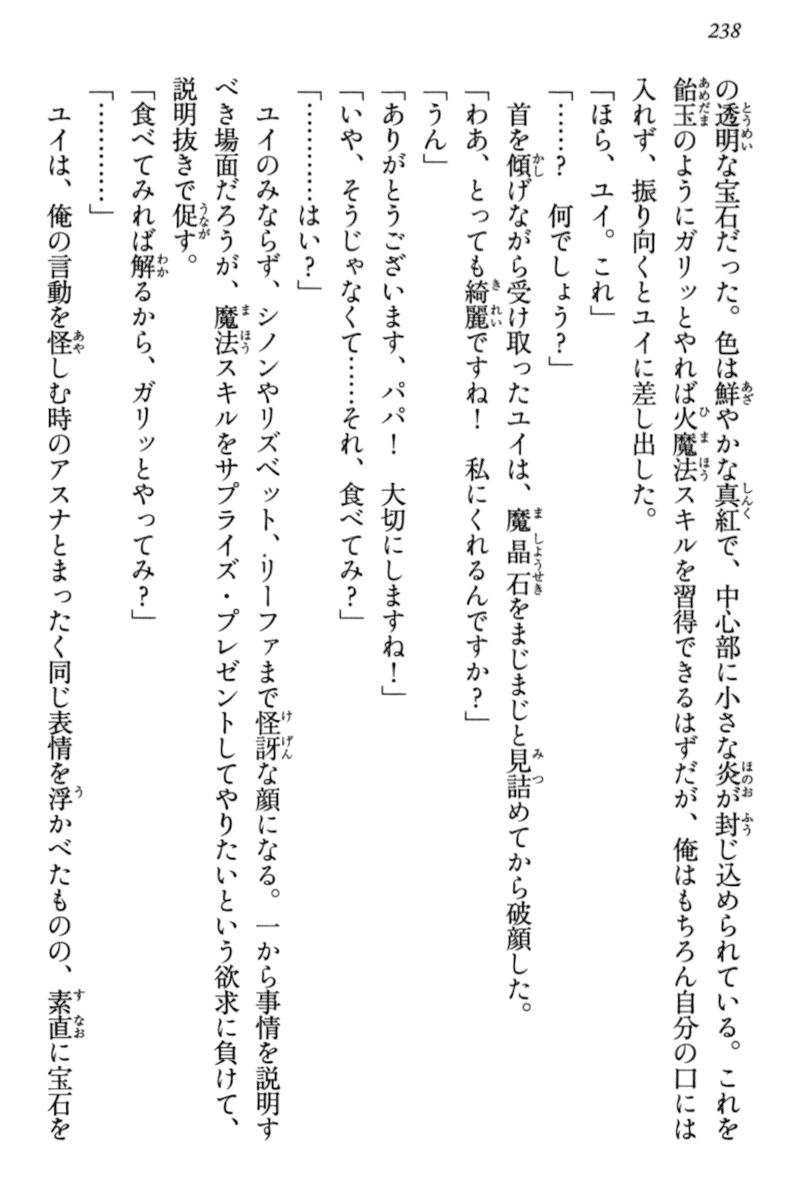 238
の透明な宝石だった。色は鮮やかな真紅で、中心部に小さな炎が封じ込められている。これを
飴玉のようにガリッとやれば火魔法スキルを習得できるはずだが、俺はもちろん自分の口には
入れず、振り向くとユイに差し出した。
「ほら、ユイ。これ」
「……？　何でしょう？」
首を傾げながら受け取ったユイは、魔晶石をまじまじと見詰めてから破顔した。
「わあ、とっても綺麗ですね！　私にくれるんですか？」
「うん」
「ありがとうございます、パパ！　大切にしますね！」
「いや、そうじゃなくて……それ、食べてみ？」
「…………はい？」
ユイのみならず、シノンやリズベット、リーファまで怪訝な顔になる。一から事情を説明す
べき場面だろうが、魔法スキルをサプライズ・プレゼントしてやりたいという欲求に負けて、
説明抜きで促す。
「食べてみれば解るから、ガリッとやってみ？」
「…………」
ユイは、俺の言動を怪しむ時のアスナとまったく同じ表情を浮かべたものの、素直に宝石を